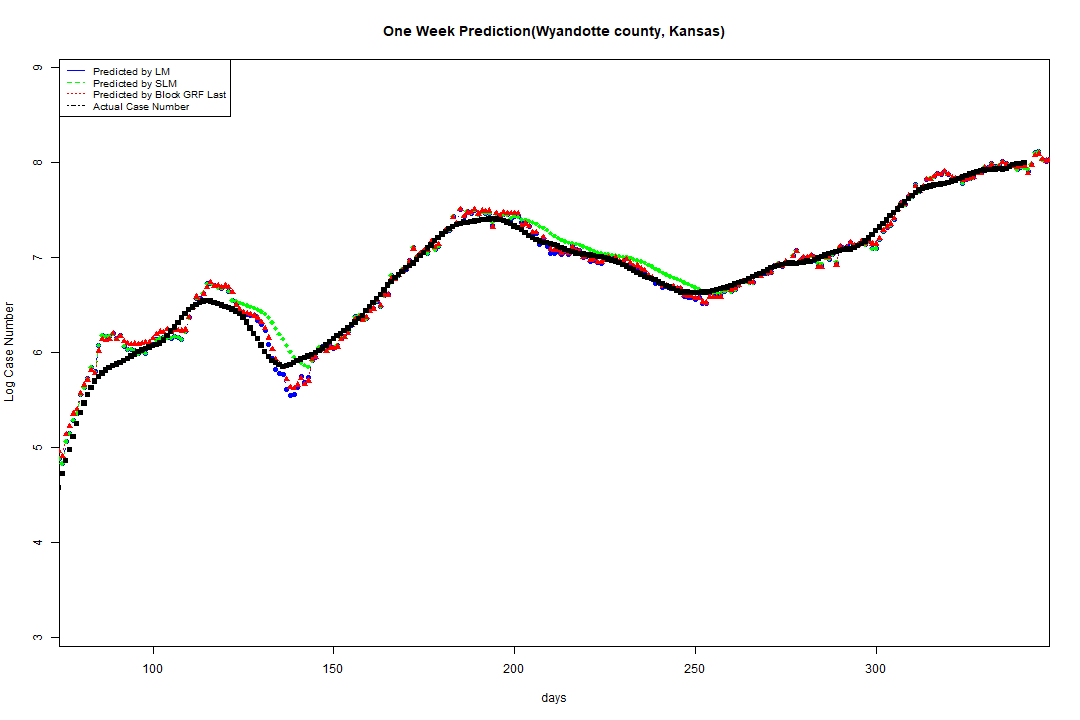 One Week Prediction(Wyandotte county, Kansas)
Predicted by LM
Predicted by SLM
Predicted by Block GRF Last
Actual Case Number
9
8
7
6
5
4
3
Log Case Number
100 150 200 250 300
days